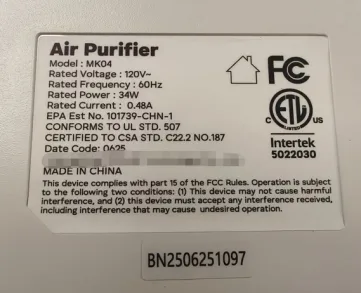 Air Purifier
Model : MK04
Rated Voltage : 120V~
Rated Frequency : 60Hz
Rated Power : 34W
Rated Current : 0.48A
EPA Est No. 101739-CHN-1
CONFORMS TO UL STD. 507
CERTIFIED TO CSA STD. C22.2 NO.187
Date Code: 0625
MADE IN CHINA
FC
ETL
C US
Intertek
5022030
This device complies with part 15 of the FCC Rules. Operation is subject
to the following two conditions: (1) This device may not cause harmful
interference, and (2) this device must accept any interference received,
including interference that may cause undesired operation.
BN2506251097